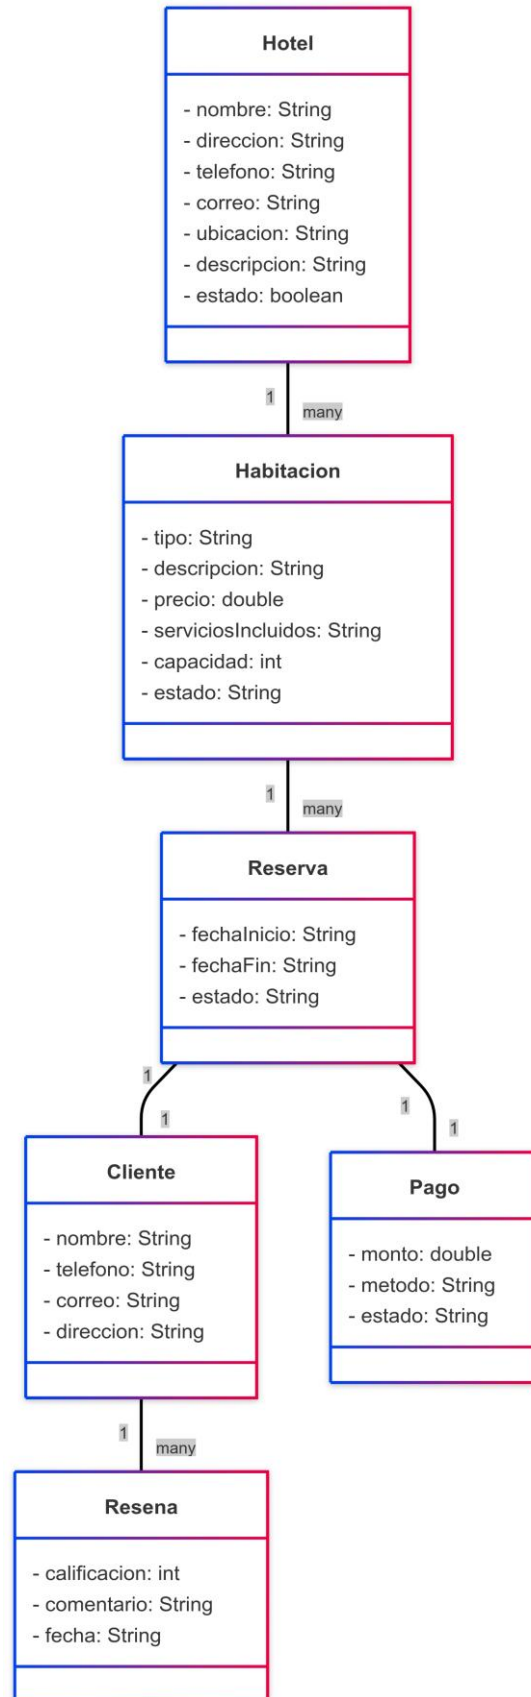 Hotel
- nombre: String
- direccion: String
- telefono: String
- correo: String
- ubicacion: String
- descripcion: String
- estado: boolean
1
many
Habitacion
- tipo: String
- descripcion: String
- precio: double
- serviciosIncluidos: String
- capacidad: int
- estado: String
1
many
Reserva
- fechaInicio: String
- fechaFin: String
- estado: String
1
1
1
1
Cliente
- nombre: String
- telefono: String
- correo: String
- direccion: String
Pago
- monto: double
- metodo: String
- estado: String
1
many
Resena
- calificacion: int
- comentario: String
- fecha: String